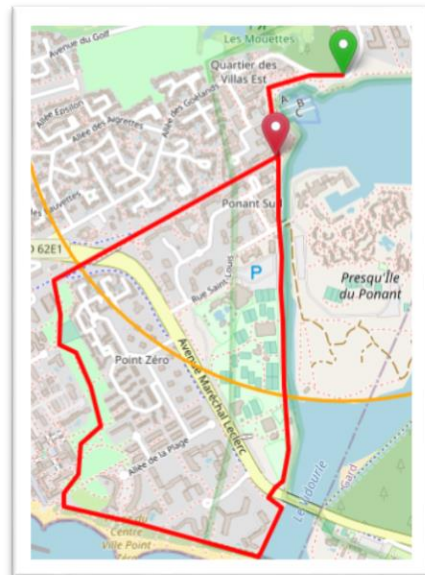 Avenue du Golf
Les Mouettes
Quartier des
Villas Est
Allée des Goélands
A
B
C
Allée Epsilon
Allée des Aigrettes
Ponant Sud
D 62E1
Rue Saint-Louis
P
Presqu'Île
du Ponant
Point Zéro
Avenue Maréchal Leclerc
Allée de la Plage
Le Vidourle
Gard
Centre
Ville Point